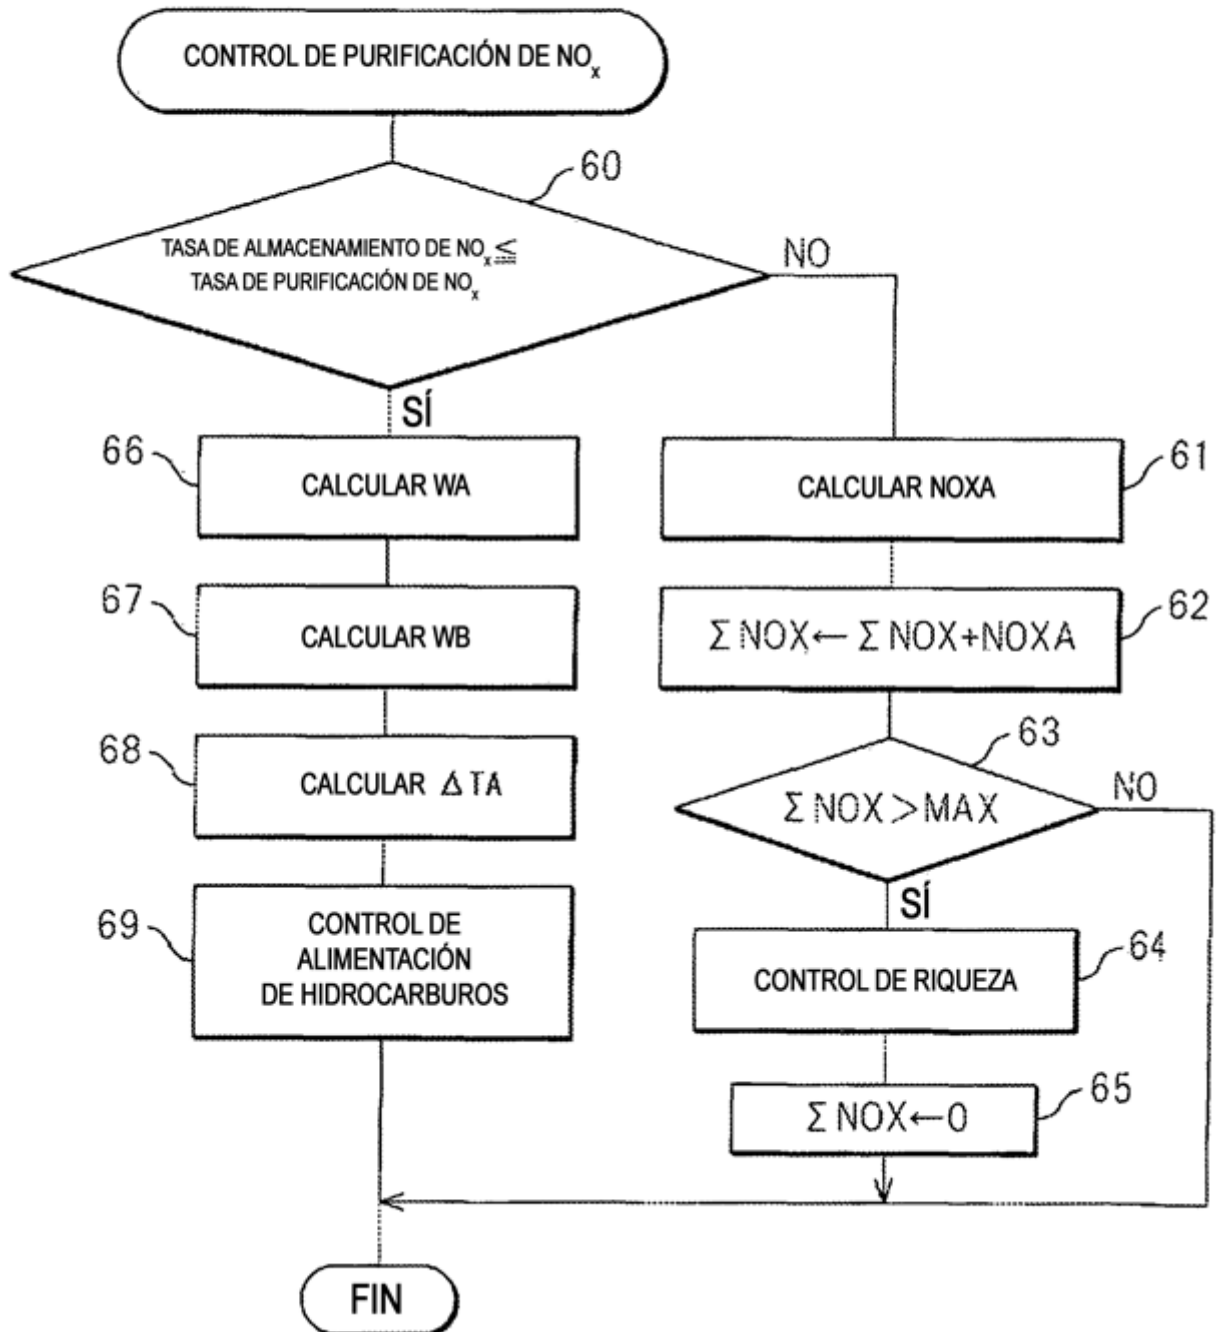 CONTROL DE PURIFICACIÓN DE NOx
60
TASA DE ALMACENAMIENTO DE NOx ≦
TASA DE PURIFICACIÓN DE NOx
NO
SÍ
66
CALCULAR WA
61
CALCULAR NOXA
67
CALCULAR WB
62
Σ NOX ← Σ NOX+NOXA
68
CALCULAR Δ TA
63
Σ NOX > MAX
NO
SÍ
69
CONTROL DE
ALIMENTACIÓN
DE HIDROCARBUROS
64
CONTROL DE RIQUEZA
65
Σ NOX ← 0
FIN